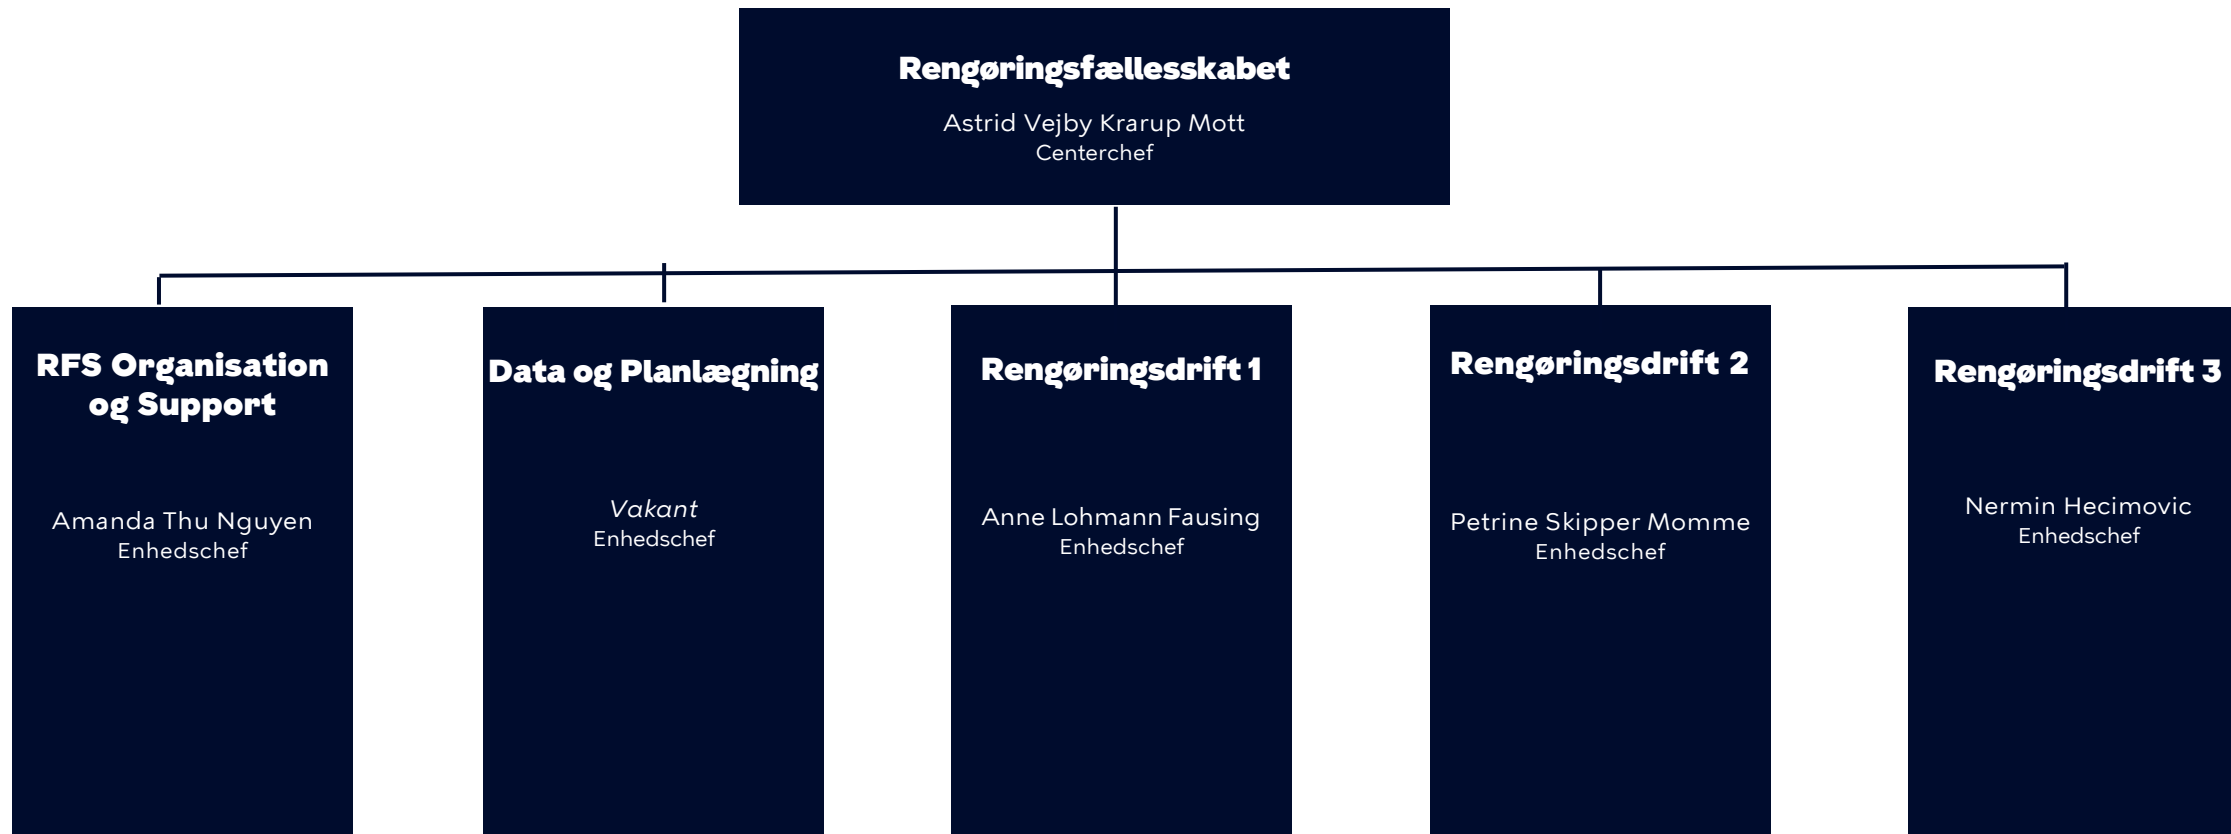 Rengøringsfællesskabet
Astrid Vejby Krarup Mott
Centerchef
RFS Organisation
og Support
Amanda Thu Nguyen
Enhedschef
Data og Planlægning
Vakant
Enhedschef
Rengøringsdrift 1
Anne Lohmann Fausing
Enhedschef
Rengøringsdrift 2
Petrine Skipper Momme
Enhedschef
Rengøringsdrift 3
Nermin Hecimovic
Enhedschef